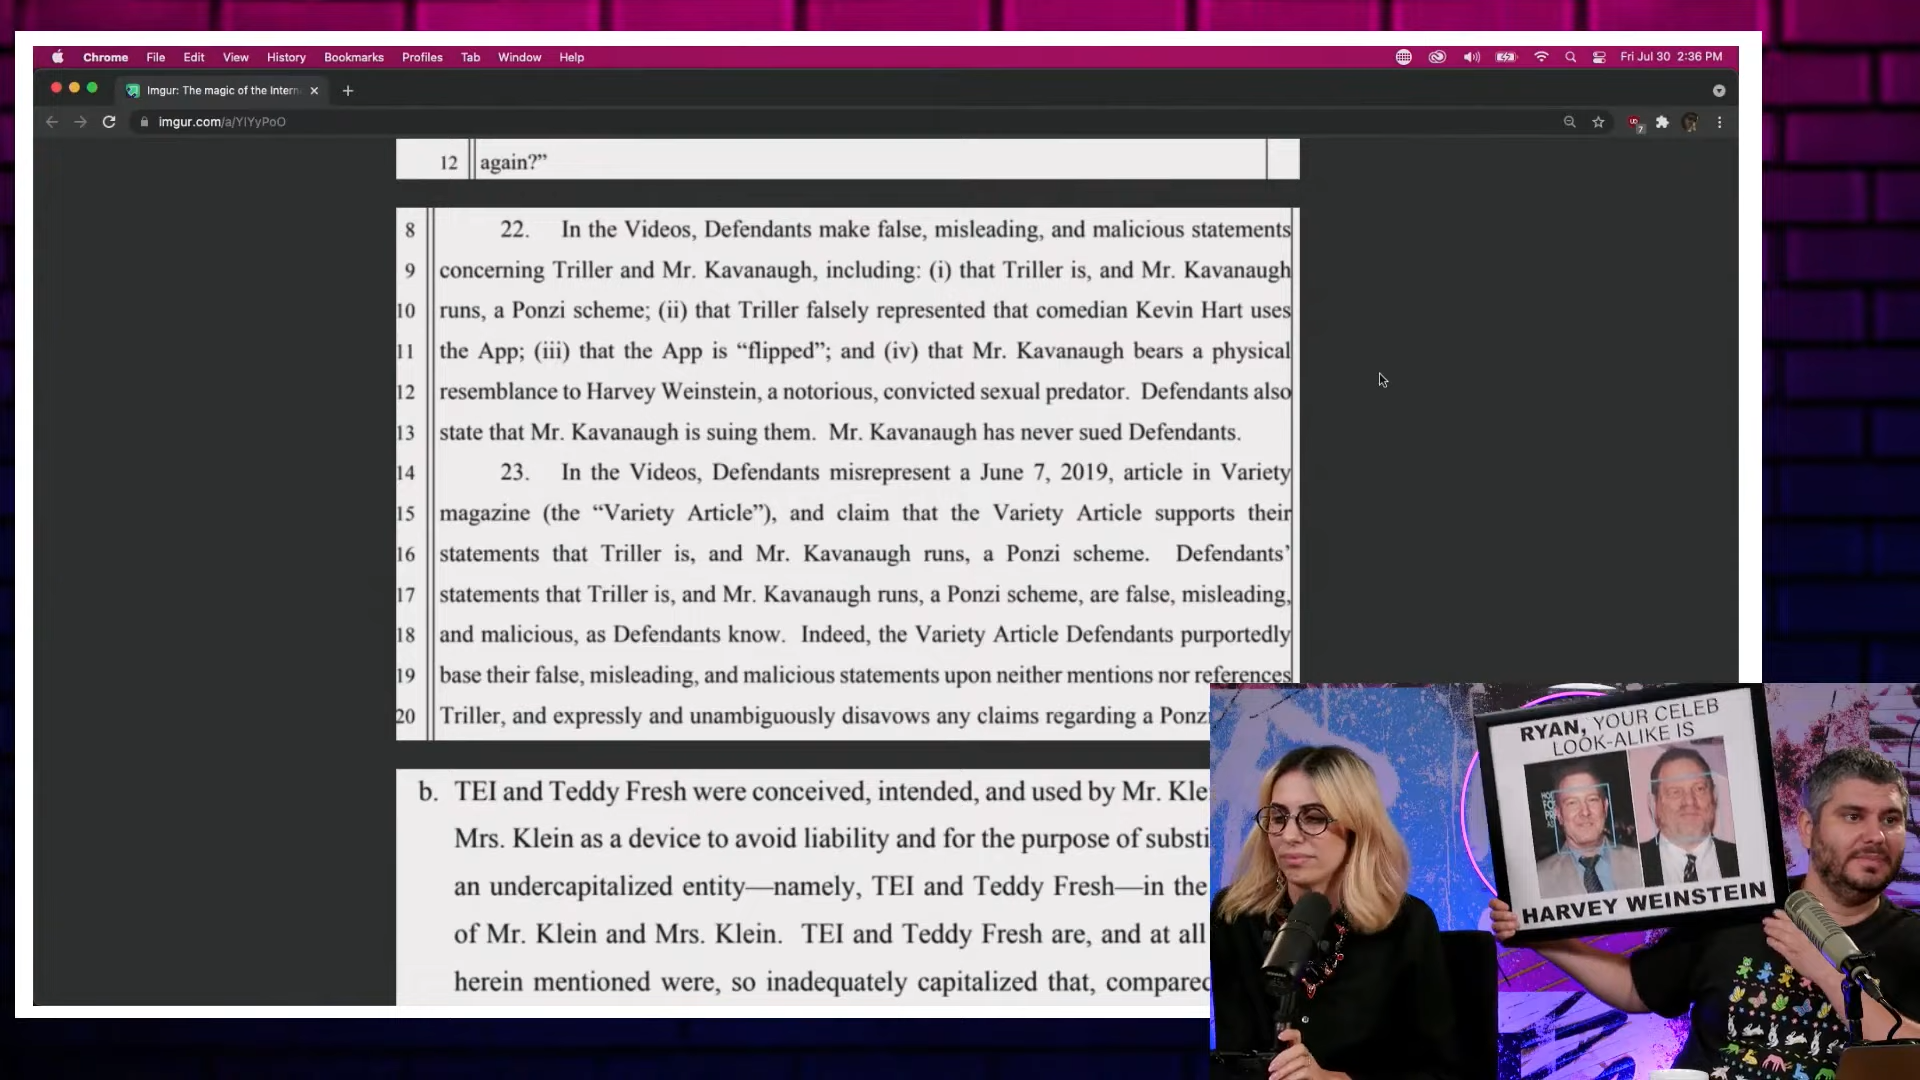 Chrome File Edit View History Bookmarks Profiles Tab Window Help Fri Jul 30 2:36 PM
Imgur: The magic of the Intern
imgur.com/a/YIYyPoO
7
12 again?”
8 22. In the Videos, Defendants make false, misleading, and malicious statements
9 concerning Triller and Mr. Kavanaugh, including: (i) that Triller is, and Mr. Kavanaugh
10 runs, a Ponzi scheme; (ii) that Triller falsely represented that comedian Kevin Hart uses
11 the App; (iii) that the App is “flipped”; and (iv) that Mr. Kavanaugh bears a physical
12 resemblance to Harvey Weinstein, a notorious, convicted sexual predator. Defendants also
13 state that Mr. Kavanaugh is suing them. Mr. Kavanaugh has never sued Defendants.
14 23. In the Videos, Defendants misrepresent a June 7, 2019, article in Variety
15 magazine (the “Variety Article”), and claim that the Variety Article supports their
16 statements that Triller is, and Mr. Kavanaugh runs, a Ponzi scheme. Defendants’
17 statements that Triller is, and Mr. Kavanaugh runs, a Ponzi scheme, are false, misleading,
18 and malicious, as Defendants know. Indeed, the Variety Article Defendants purportedly
19 base their false, misleading, and malicious statements upon neither mentions nor references
20 Triller, and expressly and unambiguously disavows any claims regarding a Ponzi
b. TEI and Teddy Fresh were conceived, intended, and used by Mr. Kle
Mrs. Klein as a device to avoid liability and for the purpose of substi
an undercapitalized entity—namely, TEI and Teddy Fresh—in the
of Mr. Klein and Mrs. Klein. TEI and Teddy Fresh are, and at all
herein mentioned were, so inadequately capitalized that, compared
RYAN, YOUR CELEB
LOOK-ALIKE IS
HARVEY WEINSTEIN